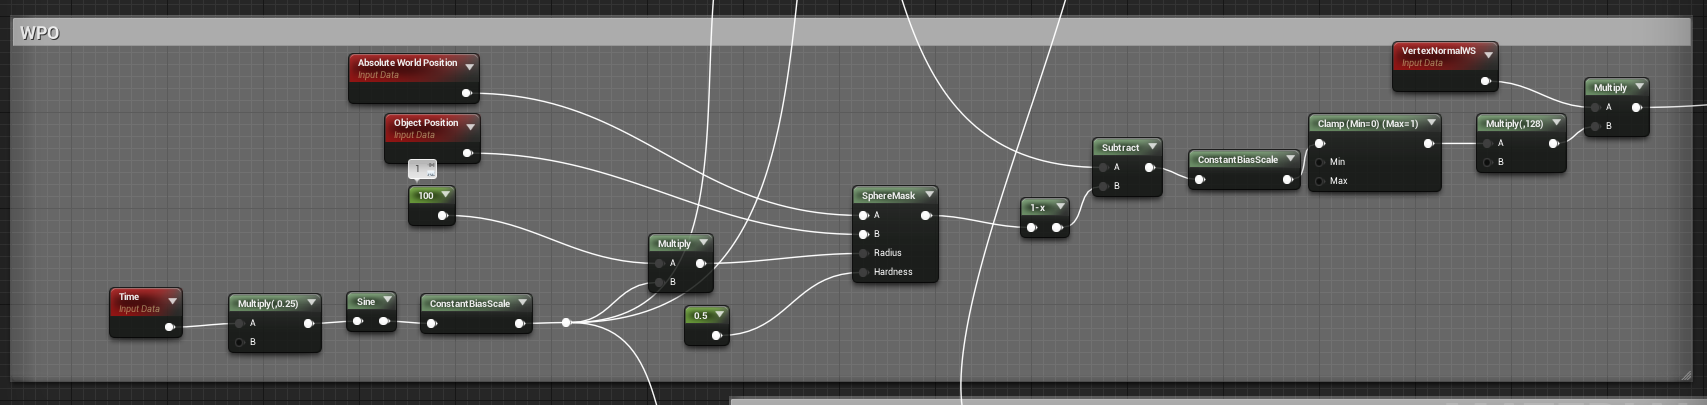 WPO
Absolute World Position
Input Data
Object Position
Input Data
1
100
Time
Input Data
Multiply(,0.25)
A
B
Sine
ConstantBiasScale
Multiply
A
B
0.5
SphereMask
A
B
Radius
Hardness
1-x
Subtract
A
B
ConstantBiasScale
Clamp (Min=0) (Max=1)
Min
Max
VertexNormalWS
Input Data
Multiply(,128)
A
B
Multiply
A
B